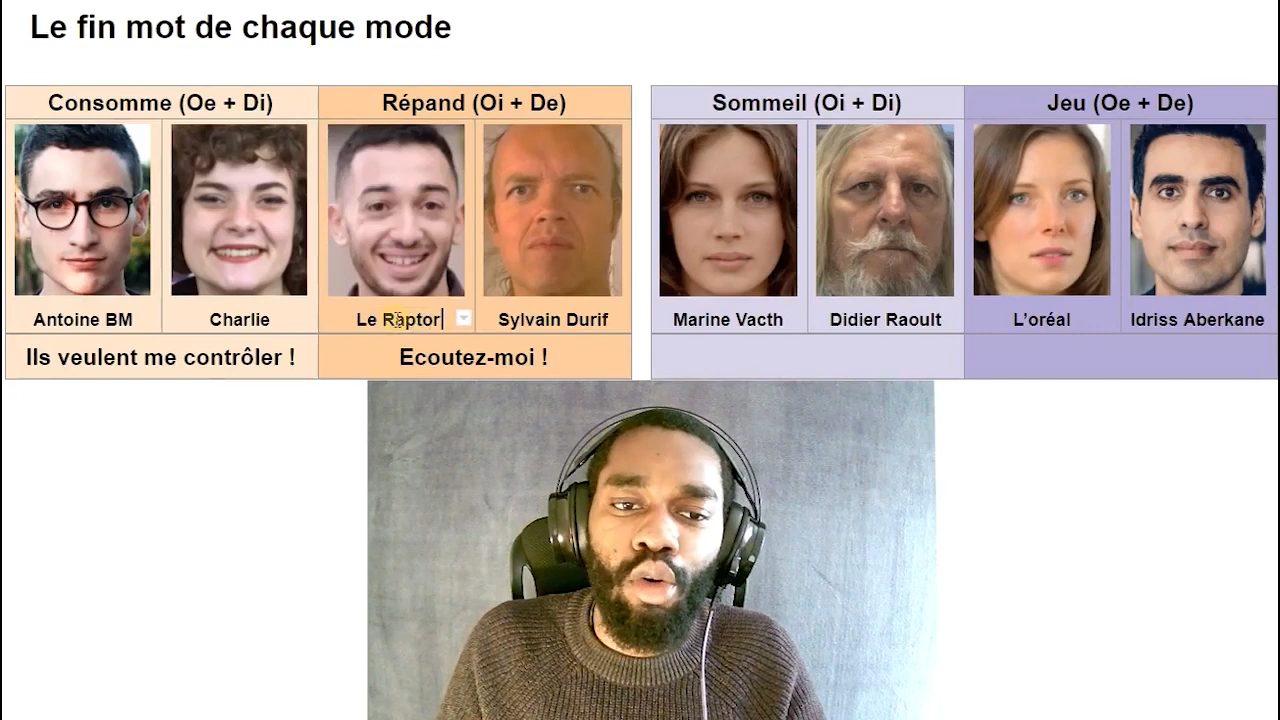 Le fin mot de chaque mode
Consomme (Oe + Di) Répand (Oi + De) Sommeil (Oi + Di) Jeu (Oe + De)
Antoine BM Charlie Le Raptor Sylvain Durif Marine Vacth Didier Raoult L'oréal Idriss Aberkane
Ils veulent me contrôler ! Ecoutez-moi !